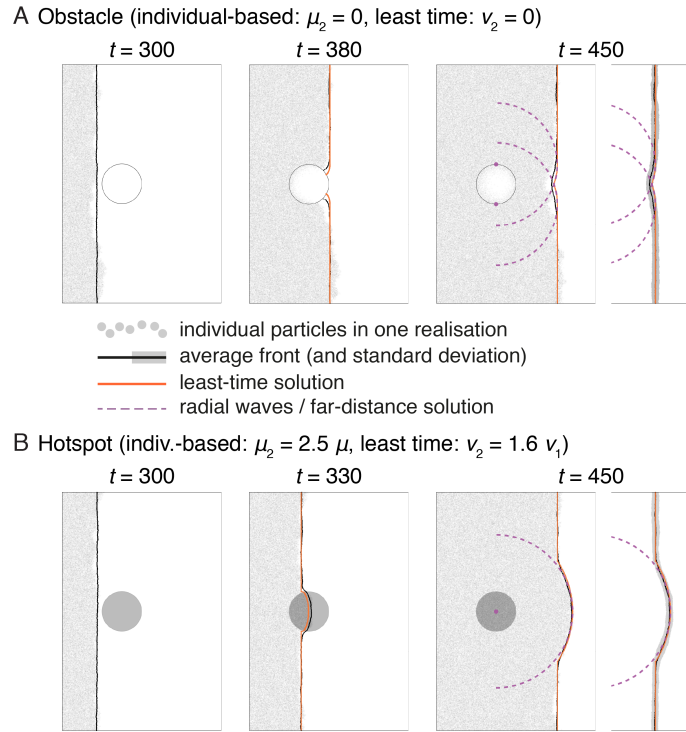 A Obstacle (individual-based: μ₂ = 0, least time: v₂ = 0)
t = 300 t = 380 t = 450
individual particles in one realisation
average front (and standard deviation)
least-time solution
radial waves / far-distance solution
B Hotspot (indiv.-based: μ₂ = 2.5 μ, least time: v₂ = 1.6 v₁)
t = 300 t = 330 t = 450